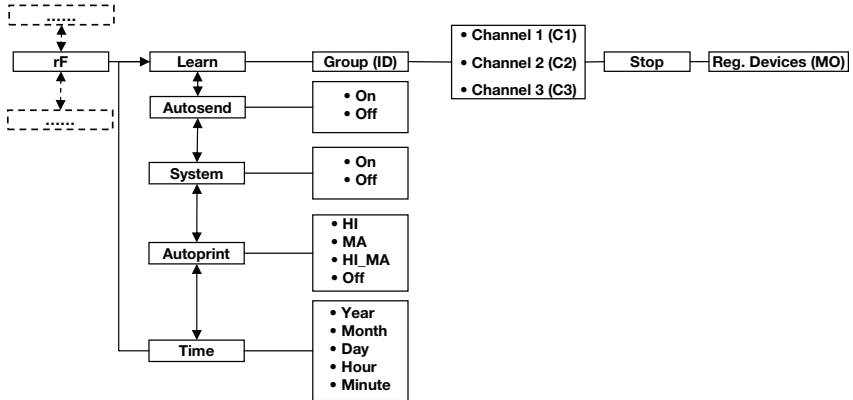 ......
rF
......
Learn
Group (ID)
• Channel 1 (C1)
• Channel 2 (C2)
• Channel 3 (C3)
Stop
Reg. Devices (MO)
Autosend
• On
• Off
System
• On
• Off
Autoprint
• HI
• MA
• HI_MA
• Off
Time
• Year
• Month
• Day
• Hour
• Minute